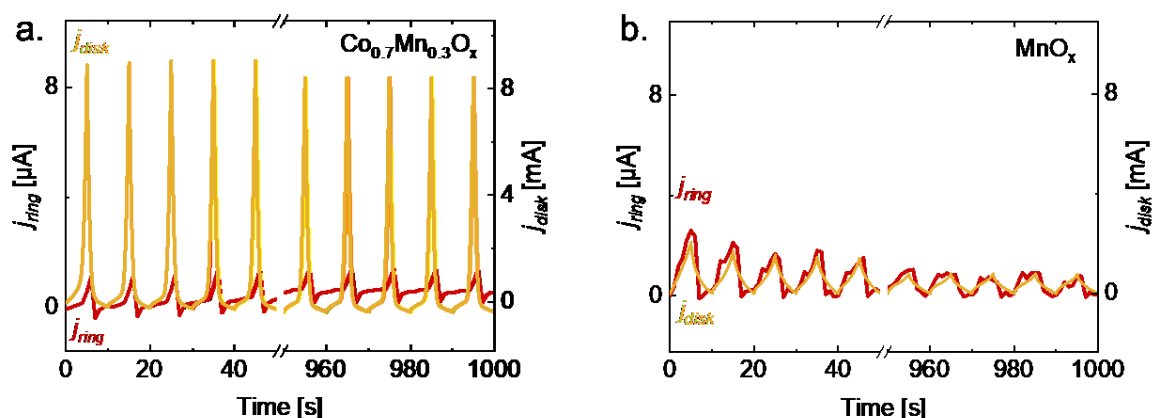 a.
j_disk
Co0.7Mn0.3Ox
8
8
j_ring [µA]
4
j_disk [mA]
0
0
j_ring
0 20 40 960 980 1000
Time [s]
b.
MnOx
8
8
j_ring [µA]
j_ring
4
j_disk [mA]
0
0
j_disk
0 20 40 960 980 1000
Time [s]